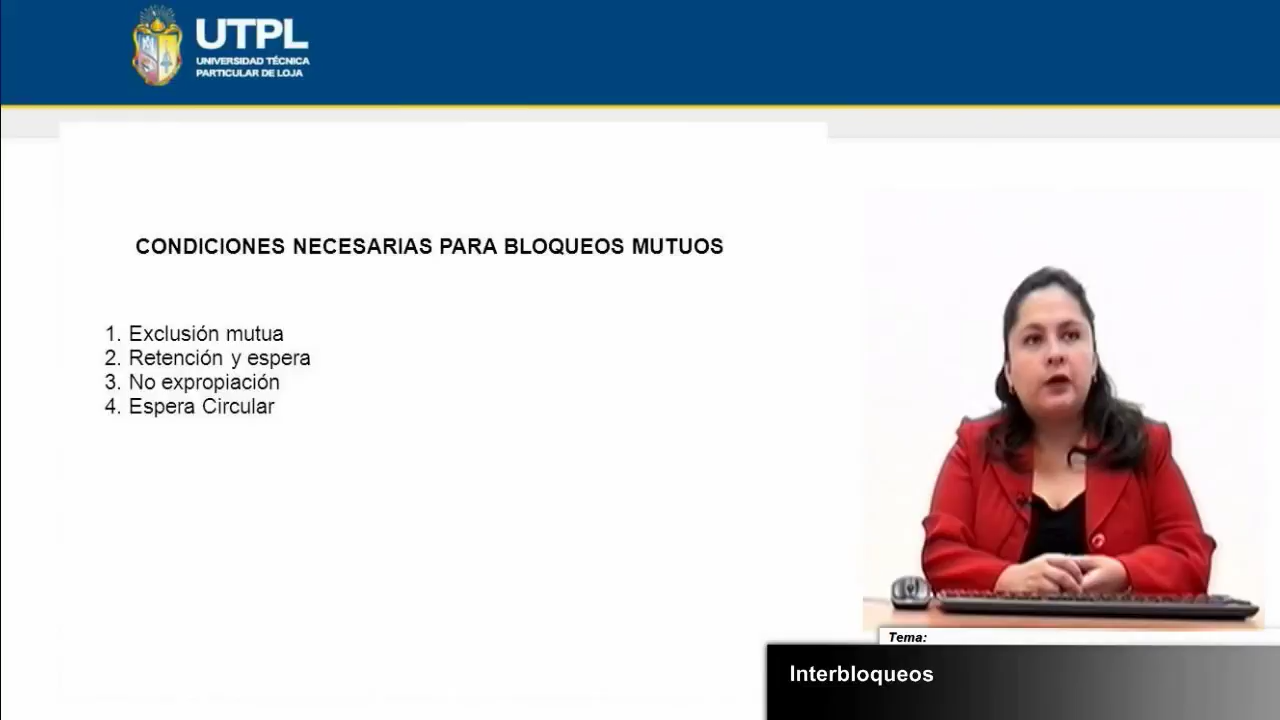 UTPL
UNIVERSIDAD TÉCNICA
PARTICULAR DE LOJA
CONDICIONES NECESARIAS PARA BLOQUEOS MUTUOS
1. Exclusión mutua
2. Retención y espera
3. No expropiación
4. Espera Circular
Tema:
Interbloqueos